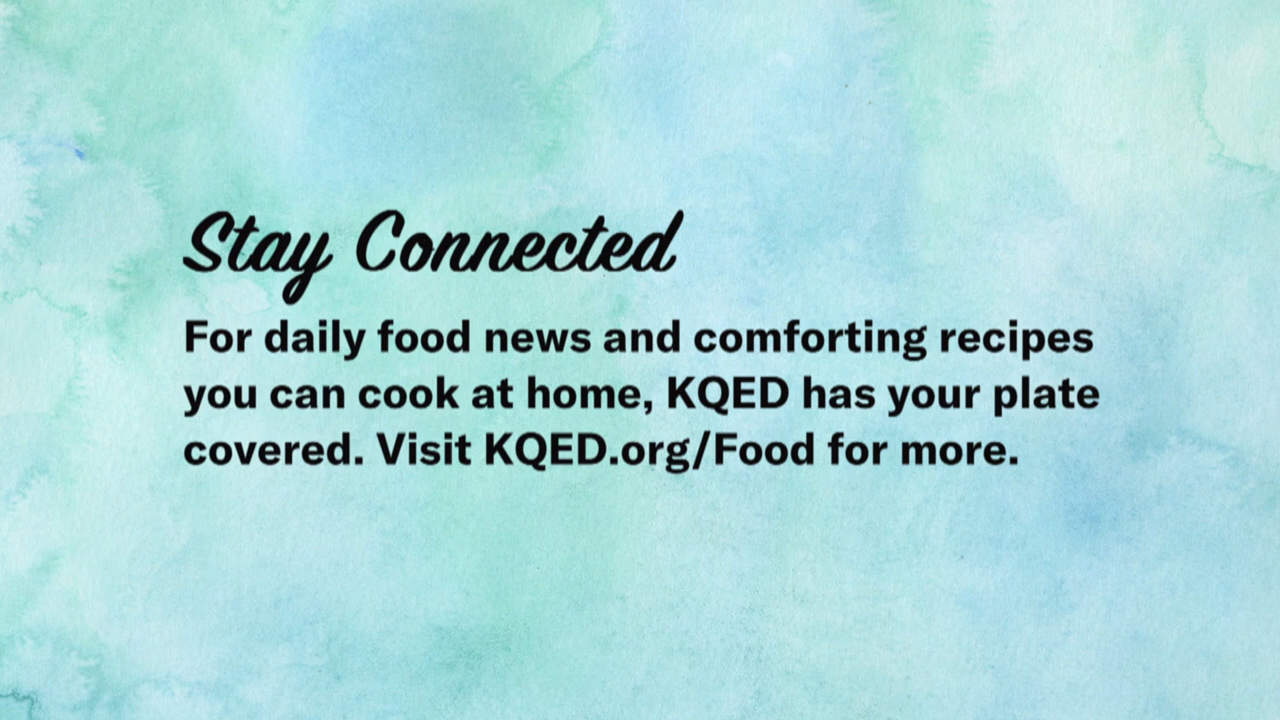 Stay Connected
For daily food news and comforting recipes
you can cook at home, KQED has your plate
covered. Visit KQED.org/Food for more.